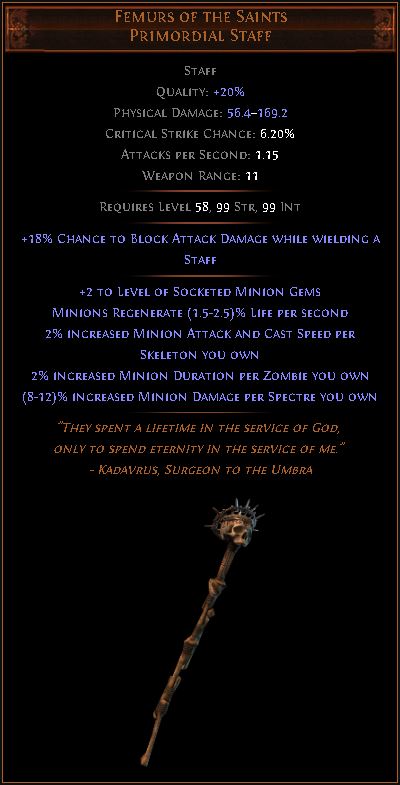 Femurs of the Saints
Primordial Staff
Staff
Quality: +20%
Physical Damage: 56.4–169.2
Critical Strike Chance: 6.20%
Attacks per Second: 1.15
Weapon Range: 11
Requires Level 58, 99 Str, 99 Int
+18% Chance to Block Attack Damage while wielding a
Staff
+2 to Level of Socketed Minion Gems
Minions Regenerate (1.5-2.5)% Life per second
2% increased Minion Attack and Cast Speed per
Skeleton you own
2% increased Minion Duration per Zombie you own
(8-12)% increased Minion Damage per Spectre you own
"They spent a lifetime in the service of God,
only to spend eternity in the service of me."
- Kadavrus, Surgeon to the Umbra